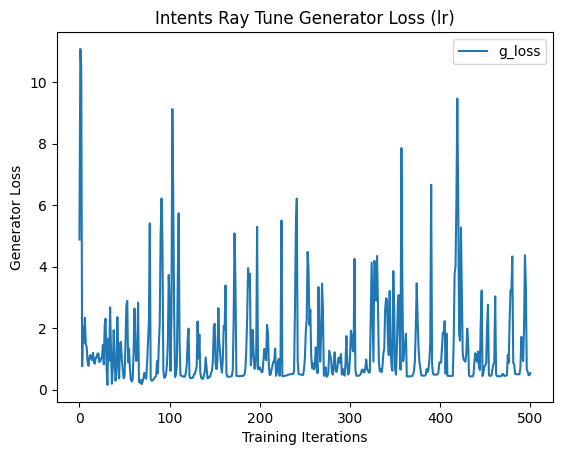 Intents Ray Tune Generator Loss (lr)
g_loss
10
8
6
4
2
0
Generator Loss
0 100 200 300 400 500
Training Iterations